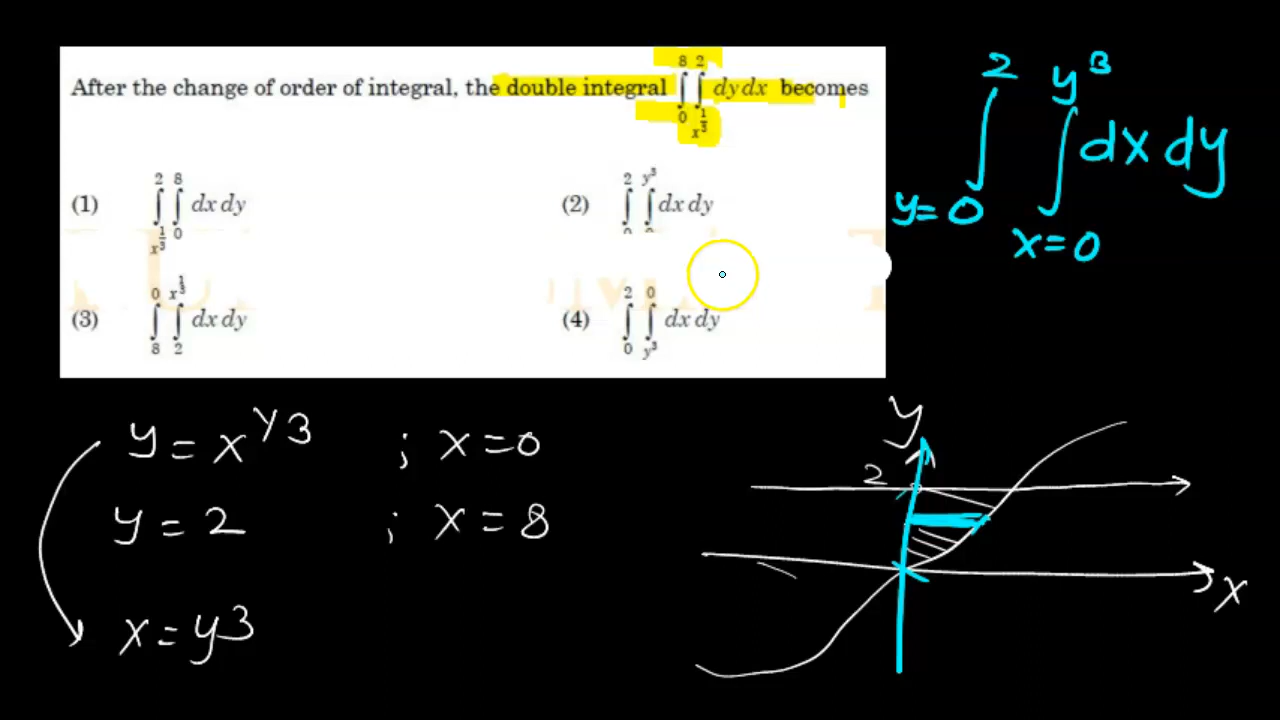 After the change of order of integral, the double integral ∫₀⁸ ∫_{x^{1/3}}² dy dx becomes
(1) ∫_{x^{1/3}}² ∫₀⁸ dx dy
(2) ∫₀² ∫₀^{y³} dx dy
(3) ∫₈⁰ ∫₂^{x^{1/3}} dx dy
(4) ∫₀² ∫_{y³}⁰ dx dy
∫_{y=0}² ∫_{x=0}^{y³} dx dy
y = x^{1/3} ; x = 0
y = 2 ; x = 8
x = y3
y
2
x